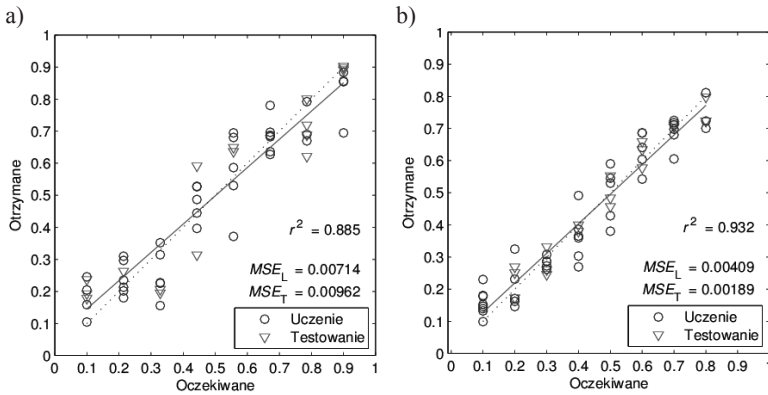 a)
1
0.9
0.8
0.7
0.6
0.5
0.4
0.3
0.2
0.1
0
Otrzymane
r² = 0.885
MSE_L = 0.00714
MSE_T = 0.00962
Uczenie
Testowanie
0 0.1 0.2 0.3 0.4 0.5 0.6 0.7 0.8 0.9 1
Oczekiwane
b)
1
0.9
0.8
0.7
0.6
0.5
0.4
0.3
0.2
0.1
0
Otrzymane
r² = 0.932
MSE_L = 0.00409
MSE_T = 0.00189
Uczenie
Testowanie
0 0.1 0.2 0.3 0.4 0.5 0.6 0.7 0.8 0.9 1
Oczekiwane